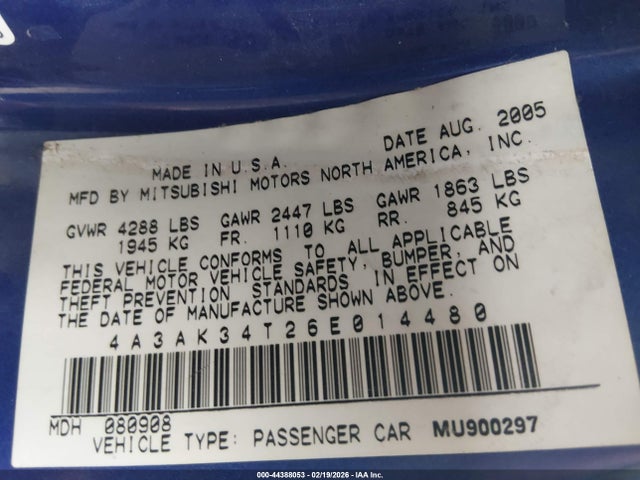 MADE IN U.S.A. DATE AUG. 2005
MFD BY MITSUBISHI MOTORS NORTH AMERICA, INC.
GVWR 4288 LBS GAWR 2447 LBS GAWR 1863 LBS
1945 KG FR. 1110 KG RR. 845 KG
THIS VEHICLE CONFORMS TO ALL APPLICABLE
FEDERAL MOTOR VEHICLE SAFETY, BUMPER, AND
THEFT PREVENTION STANDARDS IN EFFECT ON
THE DATE OF MANUFACTURE SHOWN ABOVE.
4A3AK34T26E014480
MDH 080908
VEHICLE TYPE: PASSENGER CAR MU900297
000-44388053 - 02/19/2026 - IAA Inc.